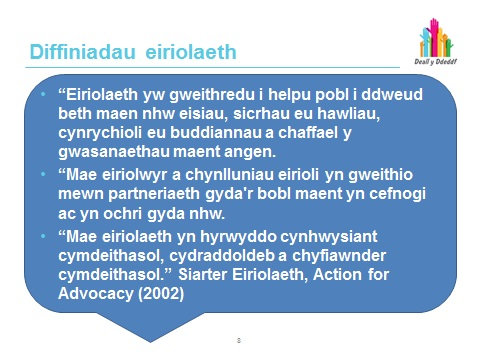 Diffiniadau eiriolaeth
Deall y Ddeddf
• “Eiriolaeth yw gweithredu i helpu pobl i ddweud
beth maen nhw eisiau, sicrhau eu hawliau,
cynrychioli eu buddiannau a chaffael y
gwasanaethau maent angen.
• “Mae eiriolwyr a chynlluniau eirioli yn gweithio
mewn partneriaeth gyda'r bobl maent yn cefnogi
ac yn ochri gyda nhw.
• “Mae eiriolaeth yn hyrwyddo cynhwysiant
cymdeithasol, cydraddoldeb a chyfiawnder
cymdeithasol.” Siarter Eiriolaeth, Action for
Advocacy (2002)
8